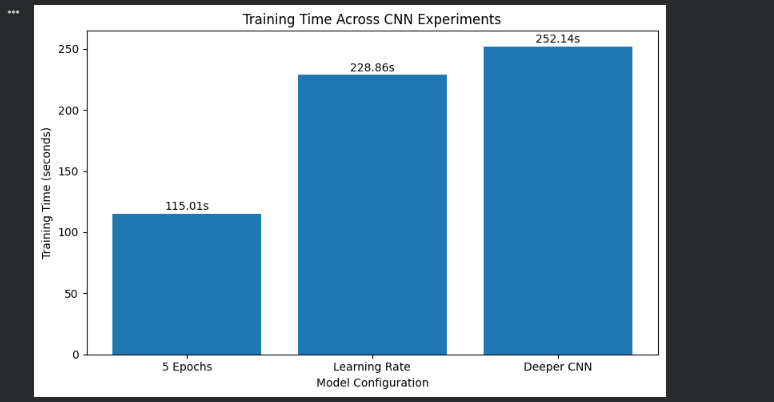 Training Time Across CNN Experiments
252.14s
250
228.86s
200
150
115.01s
100
50
0
Training Time (seconds)
5 Epochs Learning Rate Deeper CNN
Model Configuration